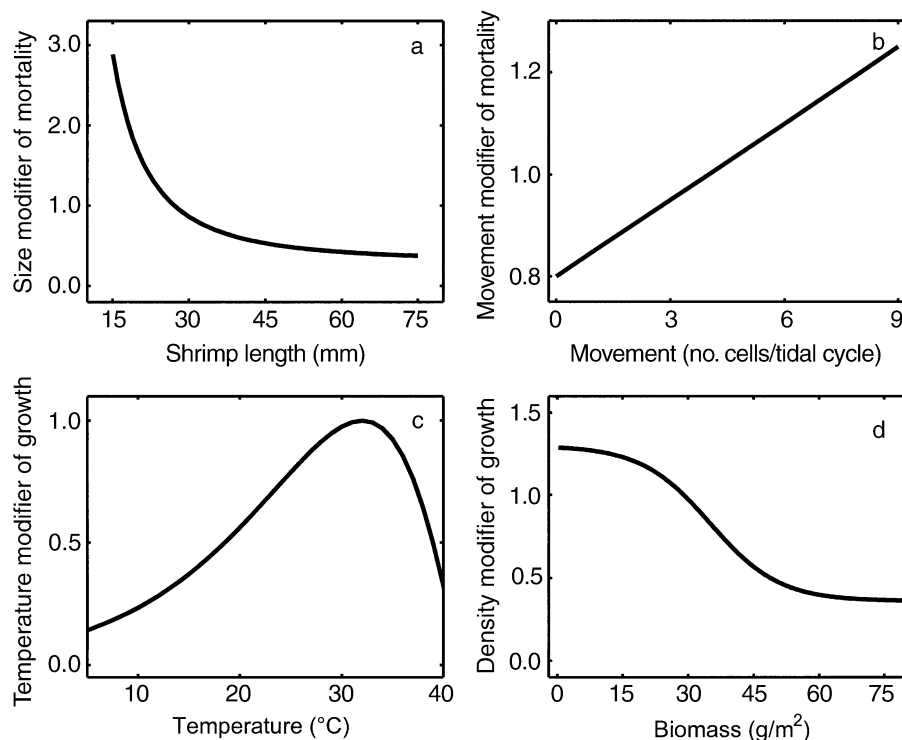 a
Size modifier of mortality
3.0
2.0
1.0
0.0
15 30 45 60 75
Shrimp length (mm)
b
Movement modifier of mortality
1.2
1.0
0.8
0 3 6 9
Movement (no. cells/tidal cycle)
c
Temperature modifier of growth
1.0
0.5
0.0
10 20 30 40
Temperature (°C)
d
Density modifier of growth
1.5
1.0
0.5
0.0
0 15 30 45 60 75
Biomass (g/m²)